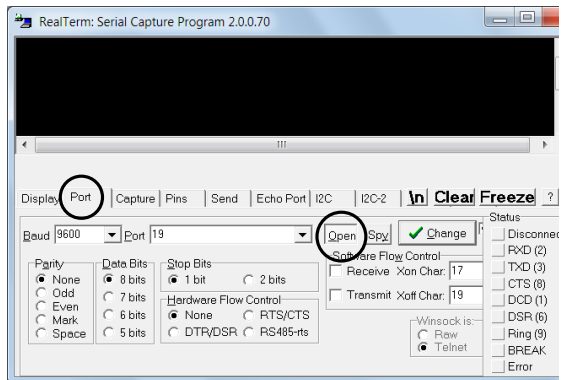 RealTerm: Serial Capture Program 2.0.0.70
Display Port Capture Pins Send Echo Port I2C I2C-2 \n Clear Freeze ?
Baud 9600 Port 19 Open Spy Change
Status
Disconnec
RXD (2)
TXD (3)
CTS (8)
DCD (1)
DSR (6)
Ring (9)
BREAK
Error
Parity
None
Odd
Even
Mark
Space
Data Bits
8 bits
7 bits
6 bits
5 bits
Stop Bits
1 bit 2 bits
Hardware Flow Control
None RTS/CTS
DTR/DSR RS485-rts
Software Flow Control
Receive Xon Char: 17
Transmit Xoff Char: 19
Winsock is:
Raw
Telnet